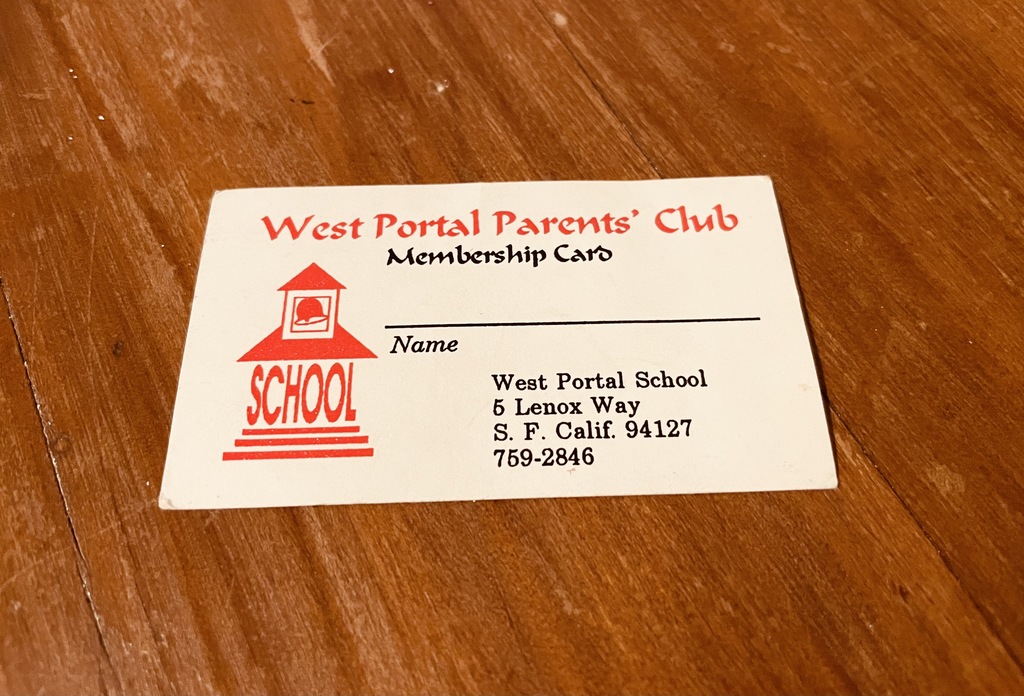 West Portal Parents' Club
Membership Card
Name
SCHOOL
West Portal School
5 Lenox Way
S. F. Calif. 94127
759-2846